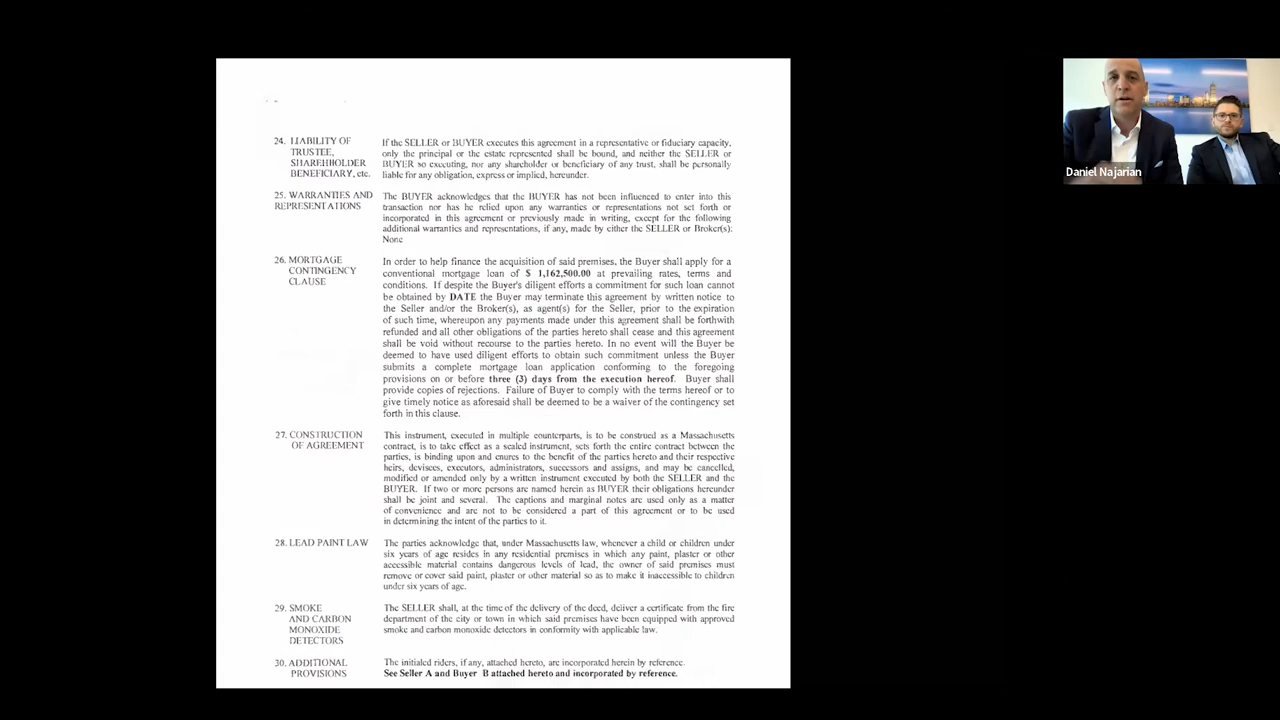 24. LIABILITY OF
TRUSTEE,
SHAREHOLDER
BENEFICIARY, etc.
If the SELLER or BUYER executes this agreement in a representative or fiduciary capacity,
only the principal or the estate represented shall be bound, and neither the SELLER or
BUYER so executing, nor any shareholder or beneficiary of any trust, shall be personally
liable for any obligation, express or implied, hereunder.
25. WARRANTIES AND
REPRESENTATIONS
The BUYER acknowledges that the BUYER has not been influenced to enter into this
transaction nor has he relied upon any warranties or representations not set forth or
incorporated in this agreement or previously made in writing, except for the following
additional warranties and representations, if any, made by either the SELLER or Broker(s):
None
26. MORTGAGE
CONTINGENCY
CLAUSE
In order to help finance the acquisition of said premises, the Buyer shall apply for a
conventional mortgage loan of $ 1,162,500.00 at prevailing rates, terms and
conditions. If despite the Buyer's diligent efforts a commitment for such loan cannot
be obtained by DATE the Buyer may terminate this agreement by written notice to
the Seller and/or the Broker(s), as agent(s) for the Seller, prior to the expiration
of such time, whereupon any payments made under this agreement shall be forthwith
refunded and all other obligations of the parties hereto shall cease and this agreement
shall be void without recourse to the parties hereto. In no event will the Buyer be
deemed to have used diligent efforts to obtain such commitment unless the Buyer
submits a complete mortgage loan application conforming to the foregoing
provisions on or before three (3) days from the execution hereof. Buyer shall
provide copies of rejections. Failure of Buyer to comply with the terms hereof or to
give timely notice as aforesaid shall be deemed to be a waiver of the contingency set
forth in this clause.
27. CONSTRUCTION
OF AGREEMENT
This instrument, executed in multiple counterparts, is to be construed as a Massachusetts
contract, is to take effect as a sealed instrument, sets forth the entire contract between the
parties, is binding upon and enures to the benefit of the parties hereto and their respective
heirs, devisees, executors, administrators, successors and assigns, and may be cancelled,
modified or amended only by a written instrument executed by both the SELLER and the
BUYER. If two or more persons are named herein as BUYER their obligations hereunder
shall be joint and several. The captions and marginal notes are used only as a matter
of convenience and are not to be considered a part of this agreement or to be used
in determining the intent of the parties to it.
28. LEAD PAINT LAW
The parties acknowledge that, under Massachusetts law, whenever a child or children under
six years of age resides in any residential premises in which any paint, plaster or other
accessible material contains dangerous levels of lead, the owner of said premises must
remove or cover said paint, plaster or other material so as to make it inaccessible to children
under six years of age.
29. SMOKE
AND CARBON
MONOXIDE
DETECTORS
The SELLER shall, at the time of the delivery of the deed, deliver a certificate from the fire
department of the city or town in which said premises have been equipped with approved
smoke and carbon monoxide detectors in conformity with applicable law.
30. ADDITIONAL
PROVISIONS
The initialed riders, if any, attached hereto, are incorporated herein by reference.
See Seller A and Buyer B attached hereto and incorporated by reference.
Daniel Najarian